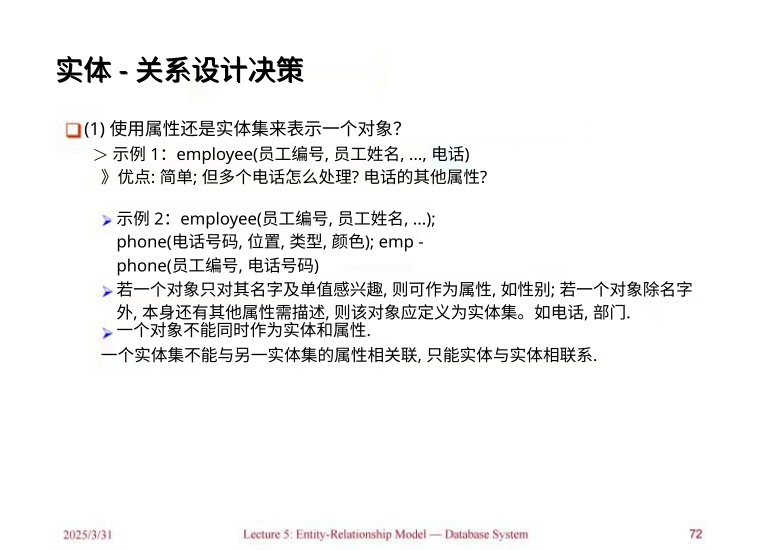 实体 - 关系设计决策
(1) 使用属性还是实体集来表示一个对象?
＞ 示例 1：employee(员工编号, 员工姓名, ..., 电话)
》优点: 简单; 但多个电话怎么处理? 电话的其他属性?
示例 2：employee(员工编号, 员工姓名, ...);
phone(电话号码, 位置, 类型, 颜色); emp -
phone(员工编号, 电话号码)
若一个对象只对其名字及单值感兴趣, 则可作为属性, 如性别; 若一个对象除名字
外, 本身还有其他属性需描述, 则该对象应定义为实体集。如电话, 部门.
一个对象不能同时作为实体和属性.
一个实体集不能与另一实体集的属性相关联, 只能实体与实体相联系.
2025/3/31 Lecture 5: Entity-Relationship Model — Database System 72